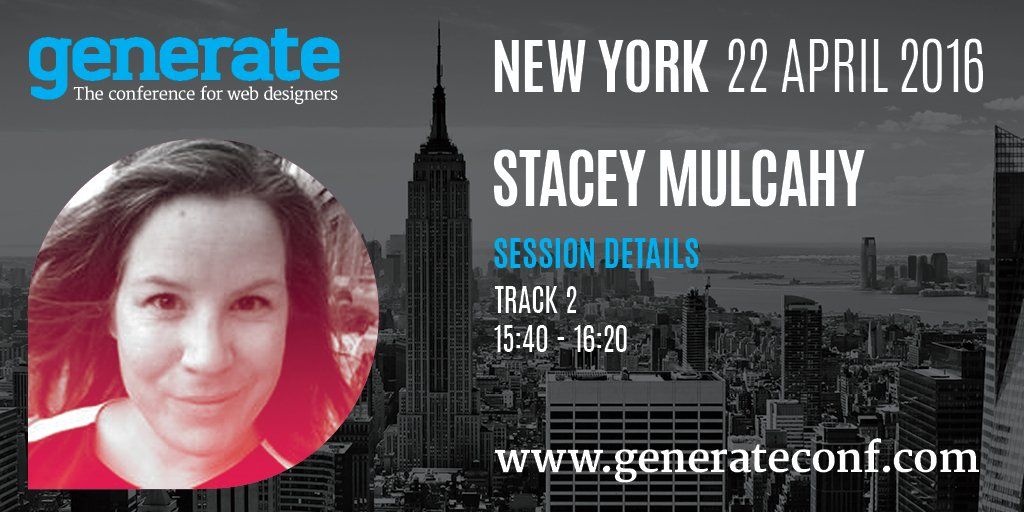 generate
The conference for web designers
NEW YORK 22 APRIL 2016
STACEY MULCAHY
SESSION DETAILS
TRACK 2
15:40 - 16:20
www.generateconf.com